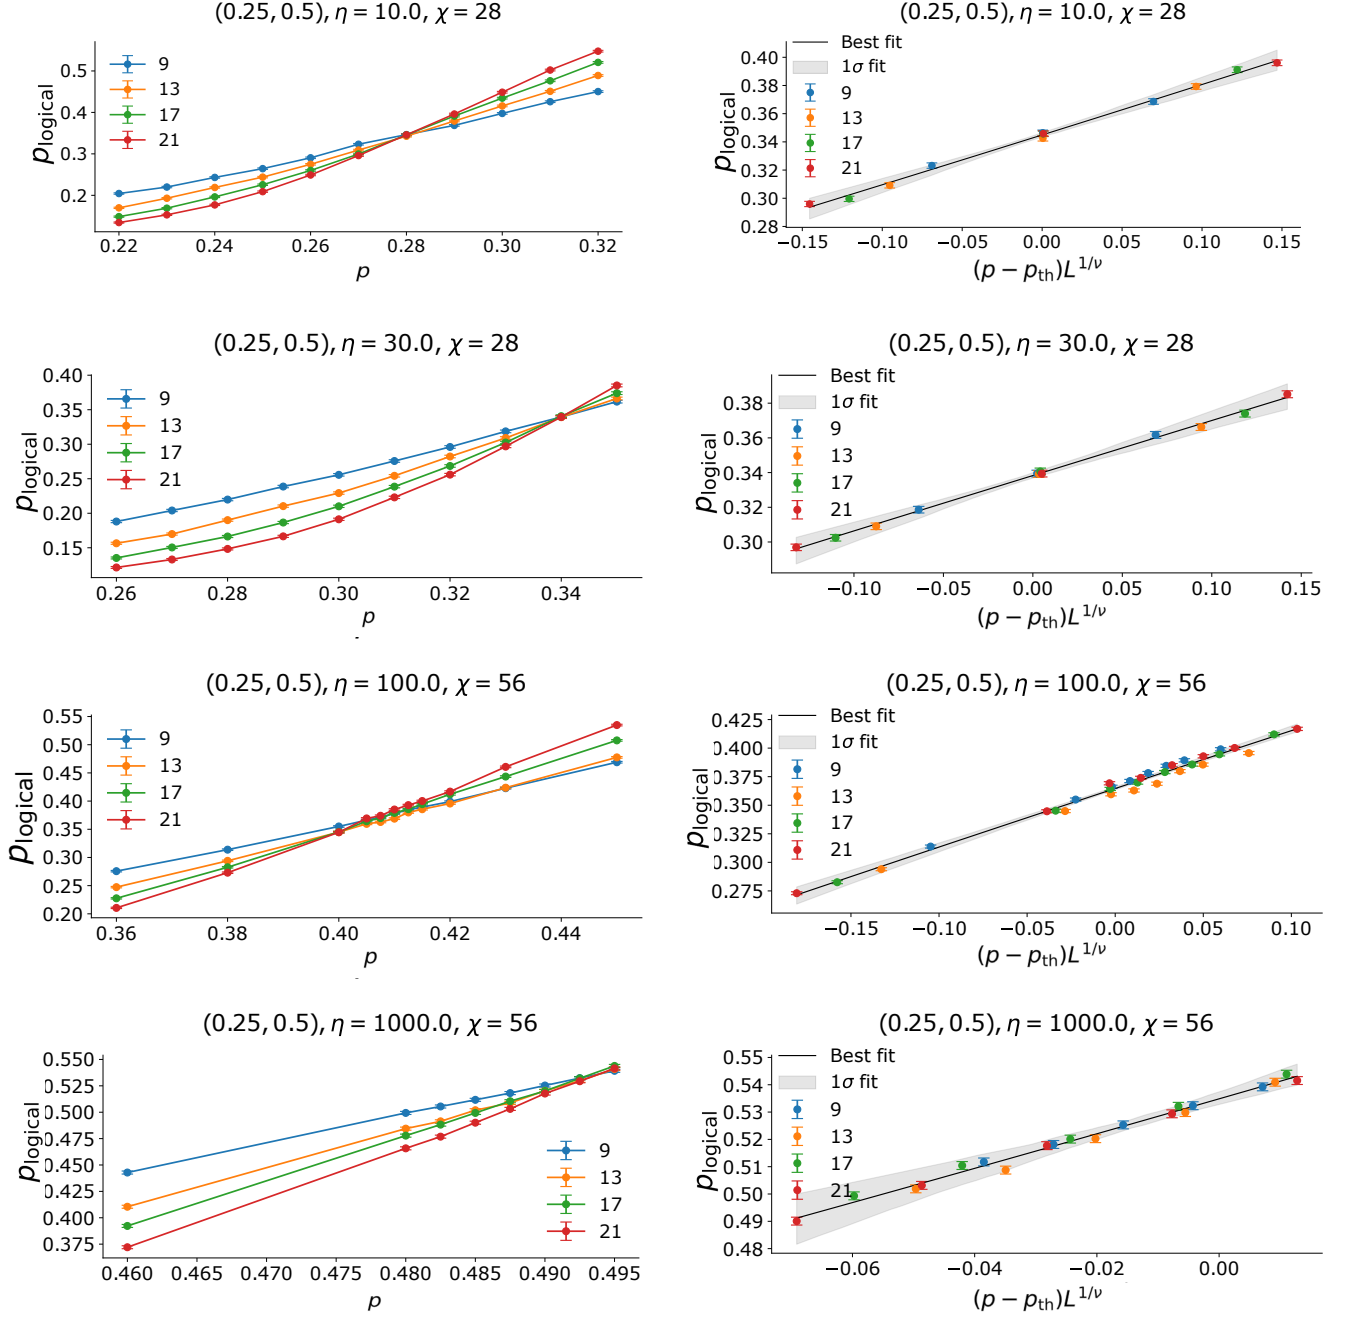 (0.25, 0.5), η = 10.0, χ = 28
p_logical
0.5
0.4
0.3
0.2
9
13
17
21
0.22 0.24 0.26 0.28 0.30 0.32
p
(0.25, 0.5), η = 10.0, χ = 28
p_logical
0.40
0.38
0.36
0.34
0.32
0.30
0.28
Best fit
1σ fit
9
13
17
21
−0.15 −0.10 −0.05 0.00 0.05 0.10 0.15
(p − p_th)L^{1/ν}
(0.25, 0.5), η = 30.0, χ = 28
p_logical
0.40
0.35
0.30
0.25
0.20
0.15
9
13
17
21
0.26 0.28 0.30 0.32 0.34
p
(0.25, 0.5), η = 30.0, χ = 28
p_logical
0.38
0.36
0.34
0.32
0.30
Best fit
1σ fit
9
13
17
21
−0.10 −0.05 0.00 0.05 0.10 0.15
(p − p_th)L^{1/ν}
(0.25, 0.5), η = 100.0, χ = 56
p_logical
0.55
0.50
0.45
0.40
0.35
0.30
0.25
0.20
9
13
17
21
0.36 0.38 0.40 0.42 0.44
p
(0.25, 0.5), η = 100.0, χ = 56
p_logical
0.425
0.400
0.375
0.350
0.325
0.300
0.275
Best fit
1σ fit
9
13
17
21
−0.15 −0.10 −0.05 0.00 0.05 0.10
(p − p_th)L^{1/ν}
(0.25, 0.5), η = 1000.0, χ = 56
p_logical
0.550
0.525
0.500
0.475
0.450
0.425
0.400
0.375
9
13
17
21
0.460 0.465 0.470 0.475 0.480 0.485 0.490 0.495
p
(0.25, 0.5), η = 1000.0, χ = 56
p_logical
0.55
0.54
0.53
0.52
0.51
0.50
0.49
0.48
Best fit
1σ fit
9
13
17
21
−0.06 −0.04 −0.02 0.00
(p − p_th)L^{1/ν}